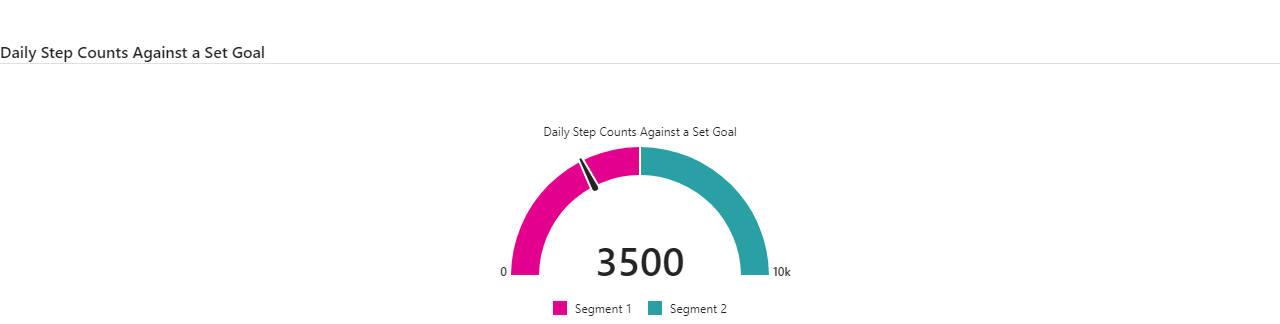 Daily Step Counts Against a Set Goal
Daily Step Counts Against a Set Goal
3500
0 10k
Segment 1 Segment 2